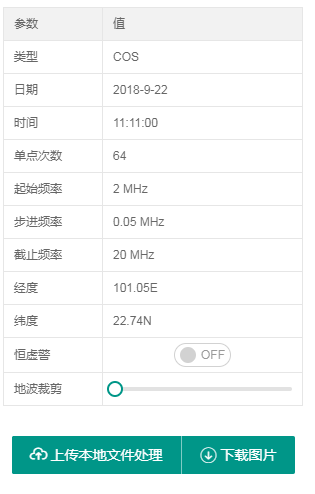 参数 值
类型 COS
日期 2018-9-22
时间 11:11:00
单点次数 64
起始频率 2 MHz
步进频率 0.05 MHz
截止频率 20 MHz
经度 101.05E
纬度 22.74N
恒虚警 OFF
地波裁剪
上传本地文件处理 下载图片